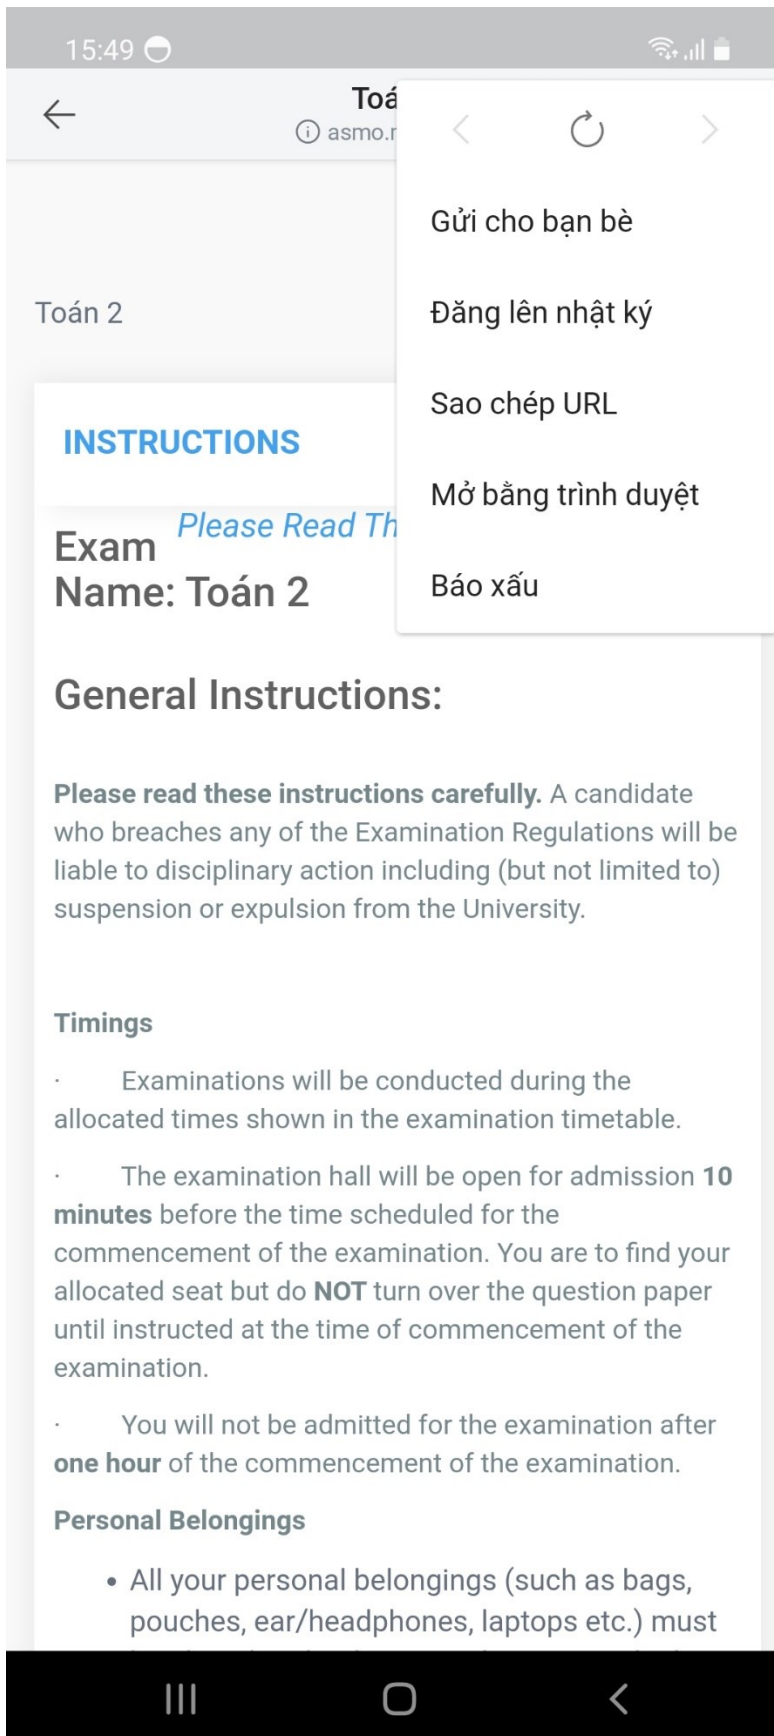 15:49
Toá
asmo.r
Gửi cho bạn bè
Toán 2
Đăng lên nhật ký
Sao chép URL
INSTRUCTIONS
Mở bằng trình duyệt
Please Read Th
Exam
Name: Toán 2
Báo xấu
General Instructions:
Please read these instructions carefully. A candidate
who breaches any of the Examination Regulations will be
liable to disciplinary action including (but not limited to)
suspension or expulsion from the University.
Timings
· Examinations will be conducted during the
allocated times shown in the examination timetable.
· The examination hall will be open for admission 10
minutes before the time scheduled for the
commencement of the examination. You are to find your
allocated seat but do NOT turn over the question paper
until instructed at the time of commencement of the
examination.
· You will not be admitted for the examination after
one hour of the commencement of the examination.
Personal Belongings
• All your personal belongings (such as bags,
pouches, ear/headphones, laptops etc.) must